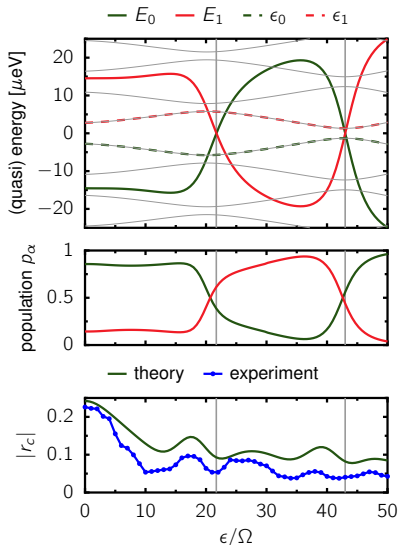 E₀ E₁ ϵ₀ ϵ₁
(quasi) energy [μeV]
20
10
0
−10
−20
population pα
1
0.5
0
theory experiment
|r_c|
0.2
0.1
0
0 10 20 30 40 50
ϵ/Ω